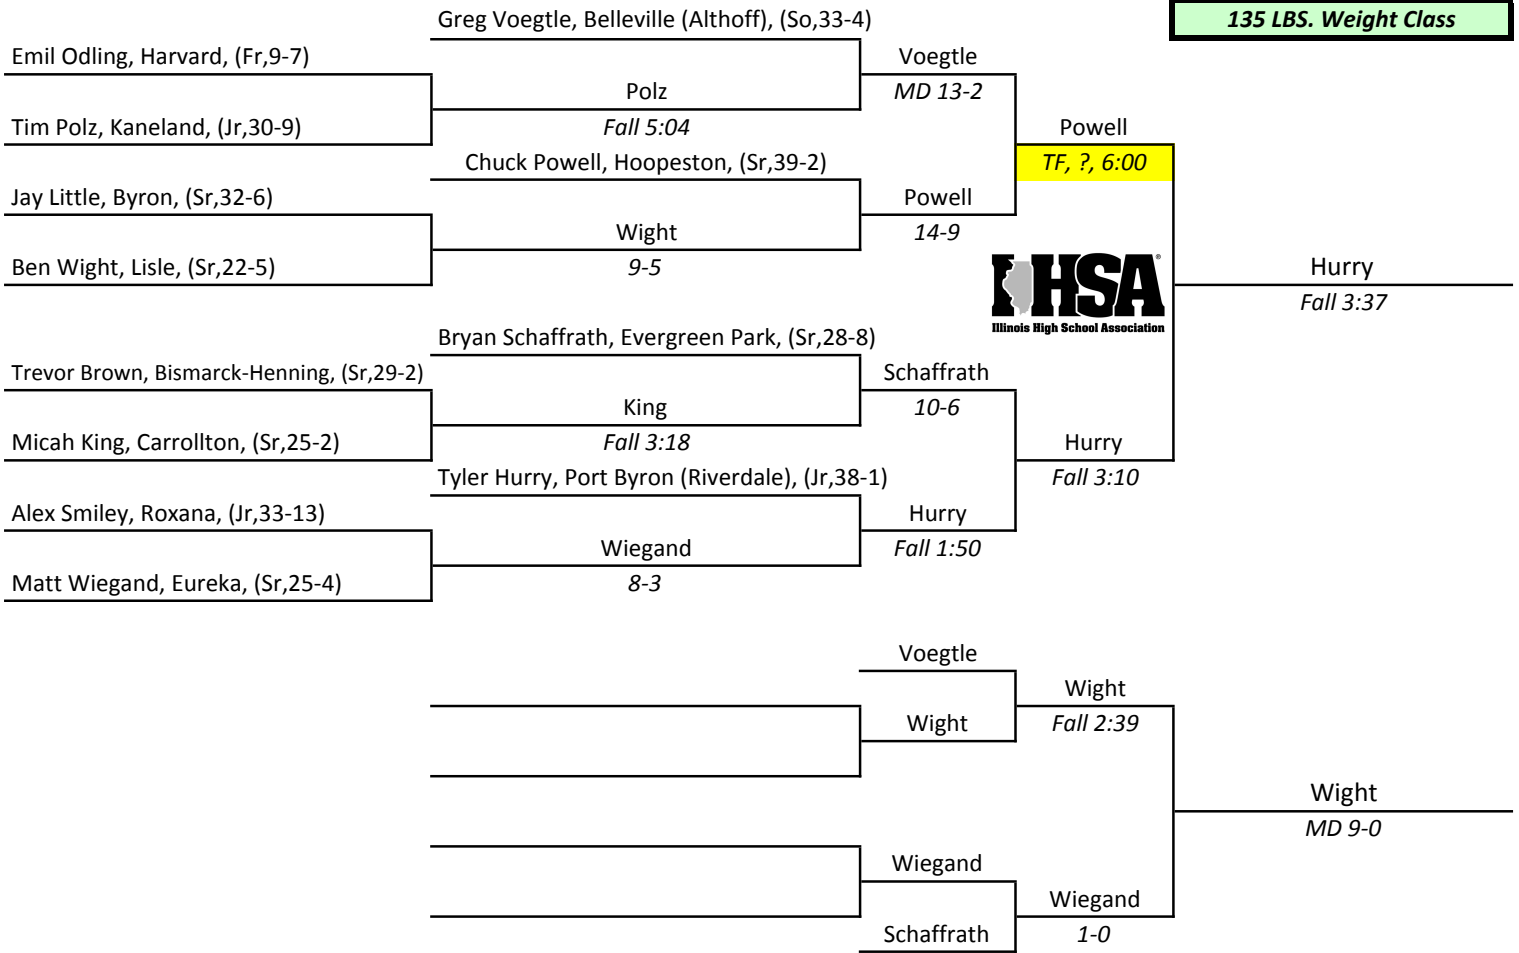 Greg Voegtle, Belleville (Althoff), (So,33-4)
135 LBS. Weight Class
Emil Odling, Harvard, (Fr,9-7)
Voegtle
Polz
MD 13-2
Tim Polz, Kaneland, (Jr,30-9)
Fall 5:04
Powell
Chuck Powell, Hoopeston, (Sr,39-2)
TF, ?, 6:00
Jay Little, Byron, (Sr,32-6)
Powell
Wight
14-9
Ben Wight, Lisle, (Sr,22-5)
9-5
IHSA
Illinois High School Association
Hurry
Fall 3:37
Bryan Schaffrath, Evergreen Park, (Sr,28-8)
Trevor Brown, Bismarck-Henning, (Sr,29-2)
Schaffrath
King
10-6
Micah King, Carrollton, (Sr,25-2)
Fall 3:18
Hurry
Tyler Hurry, Port Byron (Riverdale), (Jr,38-1)
Fall 3:10
Alex Smiley, Roxana, (Jr,33-13)
Hurry
Wiegand
Fall 1:50
Matt Wiegand, Eureka, (Sr,25-4)
8-3
Voegtle
Wight
Wight
Fall 2:39
Wight
MD 9-0
Wiegand
Wiegand
Schaffrath
1-0